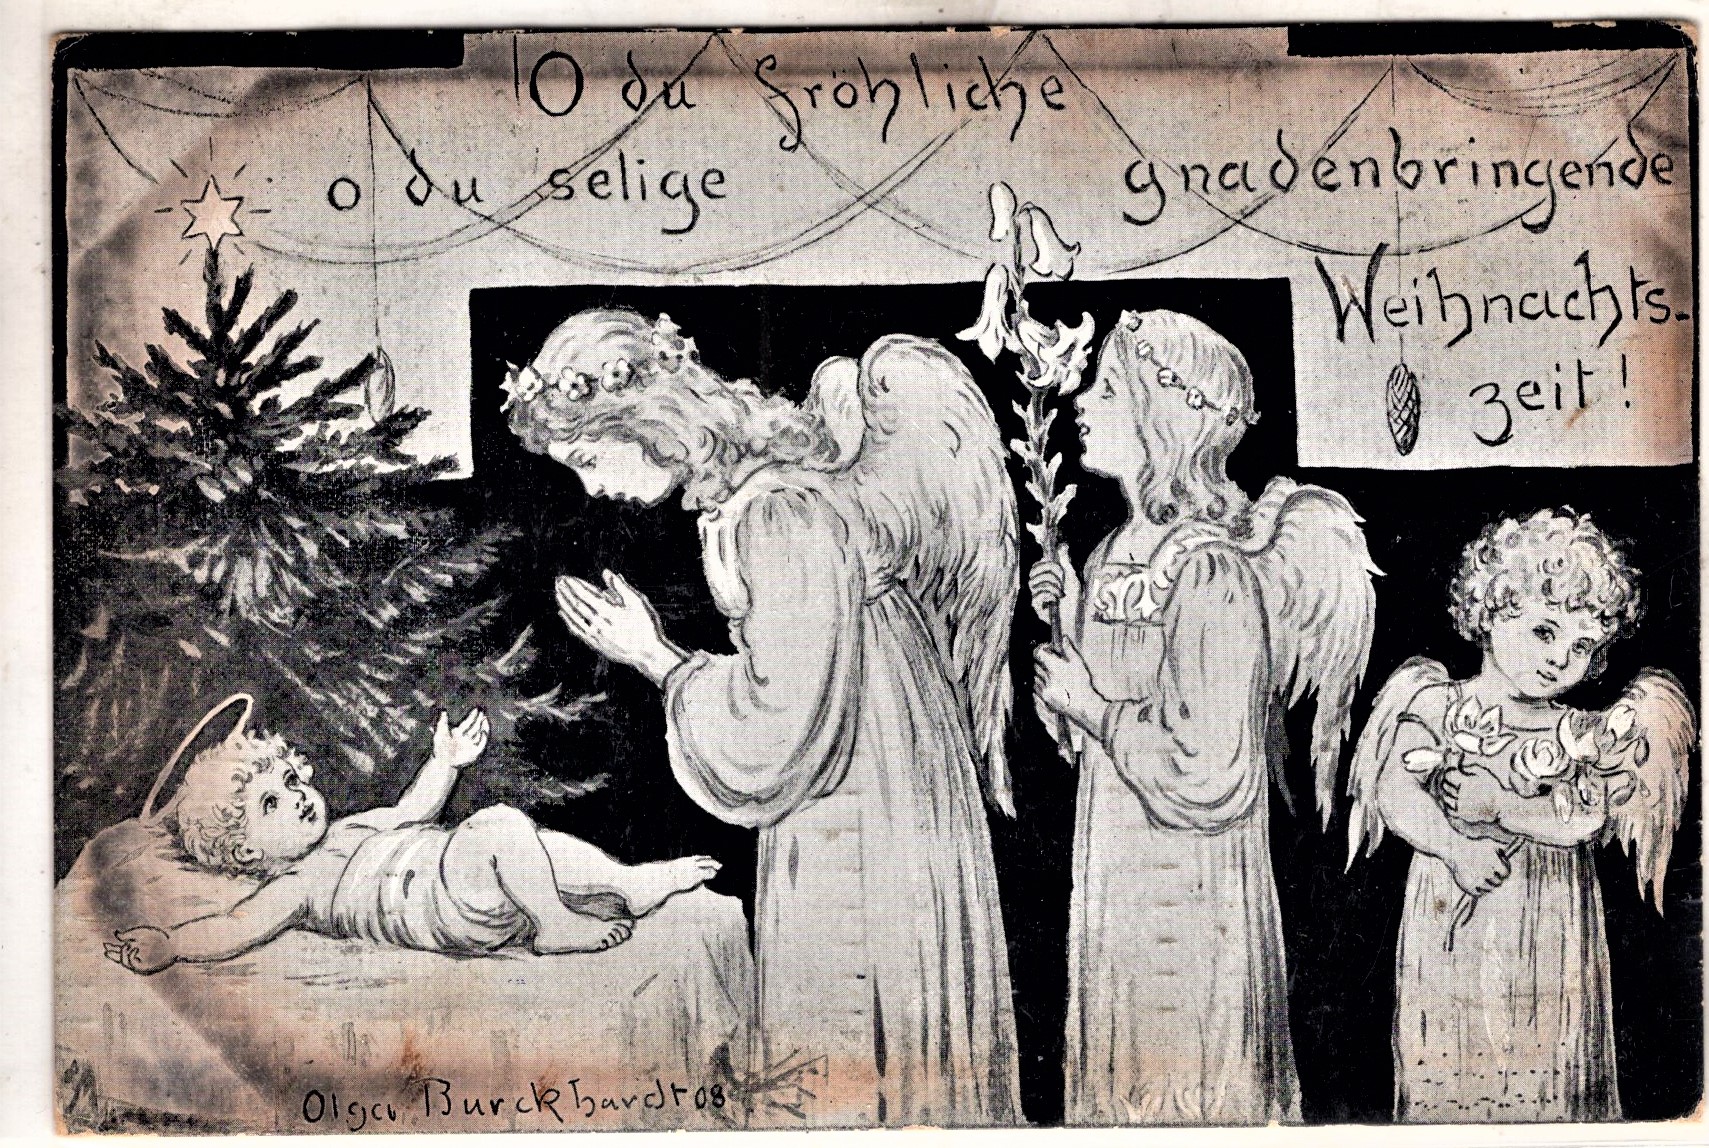 O du fröhliche
o du selige gnadenbringende
Weihnachts-
zeit!
Olga Burckhardt 08